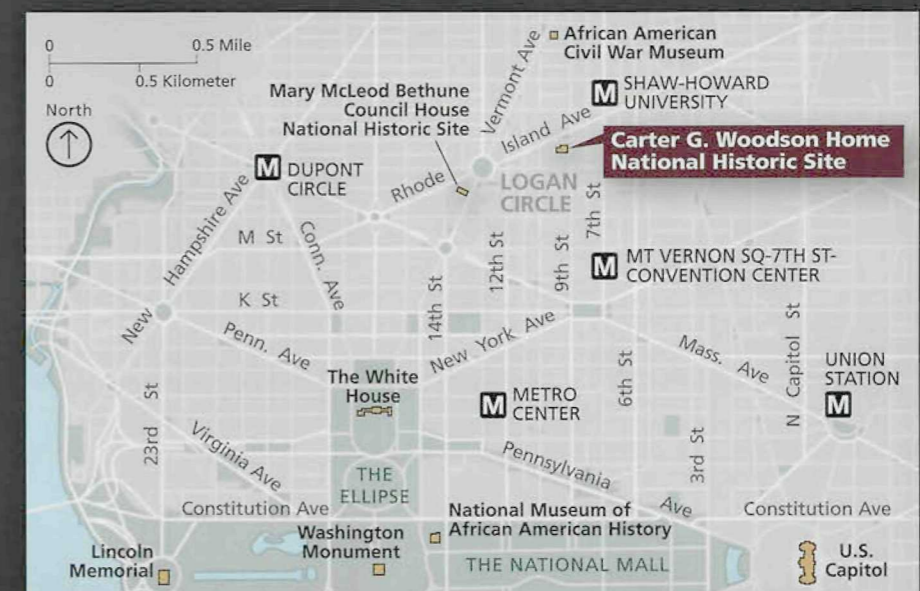 0 0.5 Mile
0 0.5 Kilometer
North
African American
Civil War Museum
Vermont Ave
M SHAW-HOWARD
UNIVERSITY
Mary McLeod Bethune
Council House
National Historic Site
Rhode Island Ave
Carter G. Woodson Home
National Historic Site
M DUPONT
CIRCLE
LOGAN
CIRCLE
New Hampshire Ave
M St
Conn. Ave
7th St
9th St
12th St
14th St
M MT VERNON SQ-7TH ST-
CONVENTION CENTER
K St
Penn. Ave
New York Ave
Mass. Ave
N Capitol St
6th St
UNION
STATION
M
The White
House
M METRO
CENTER
23rd St
Virginia Ave
Pennsylvania Ave
3rd St
THE
ELLIPSE
Constitution Ave
Constitution Ave
National Museum of
African American History
Washington
Monument
Lincoln
Memorial
THE NATIONAL MALL
U.S.
Capitol